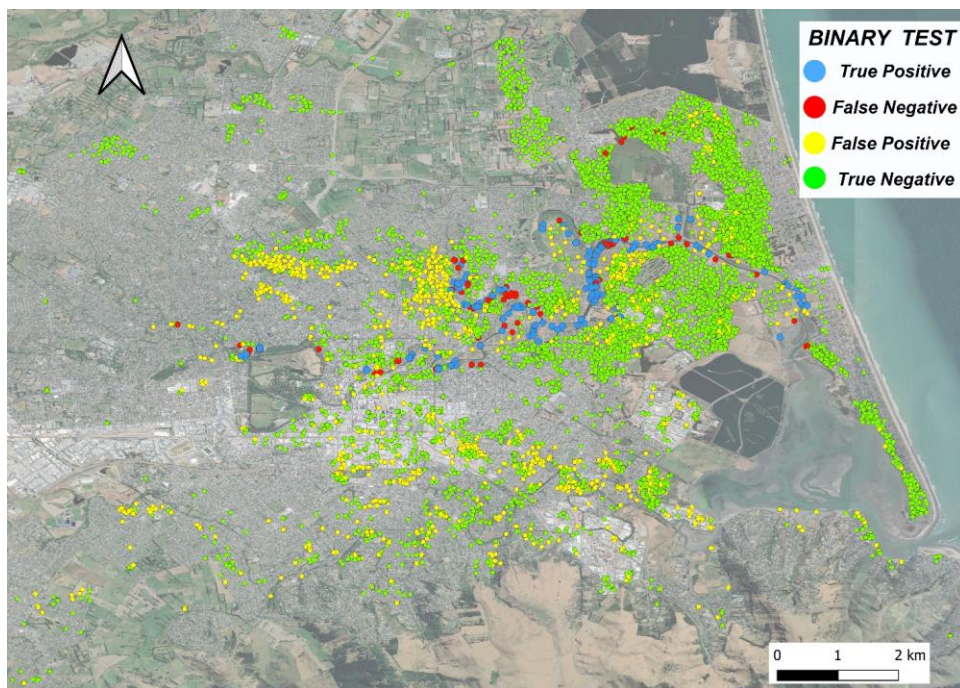 BINARY TEST
True Positive
False Negative
False Positive
True Negative
0 1 2 km